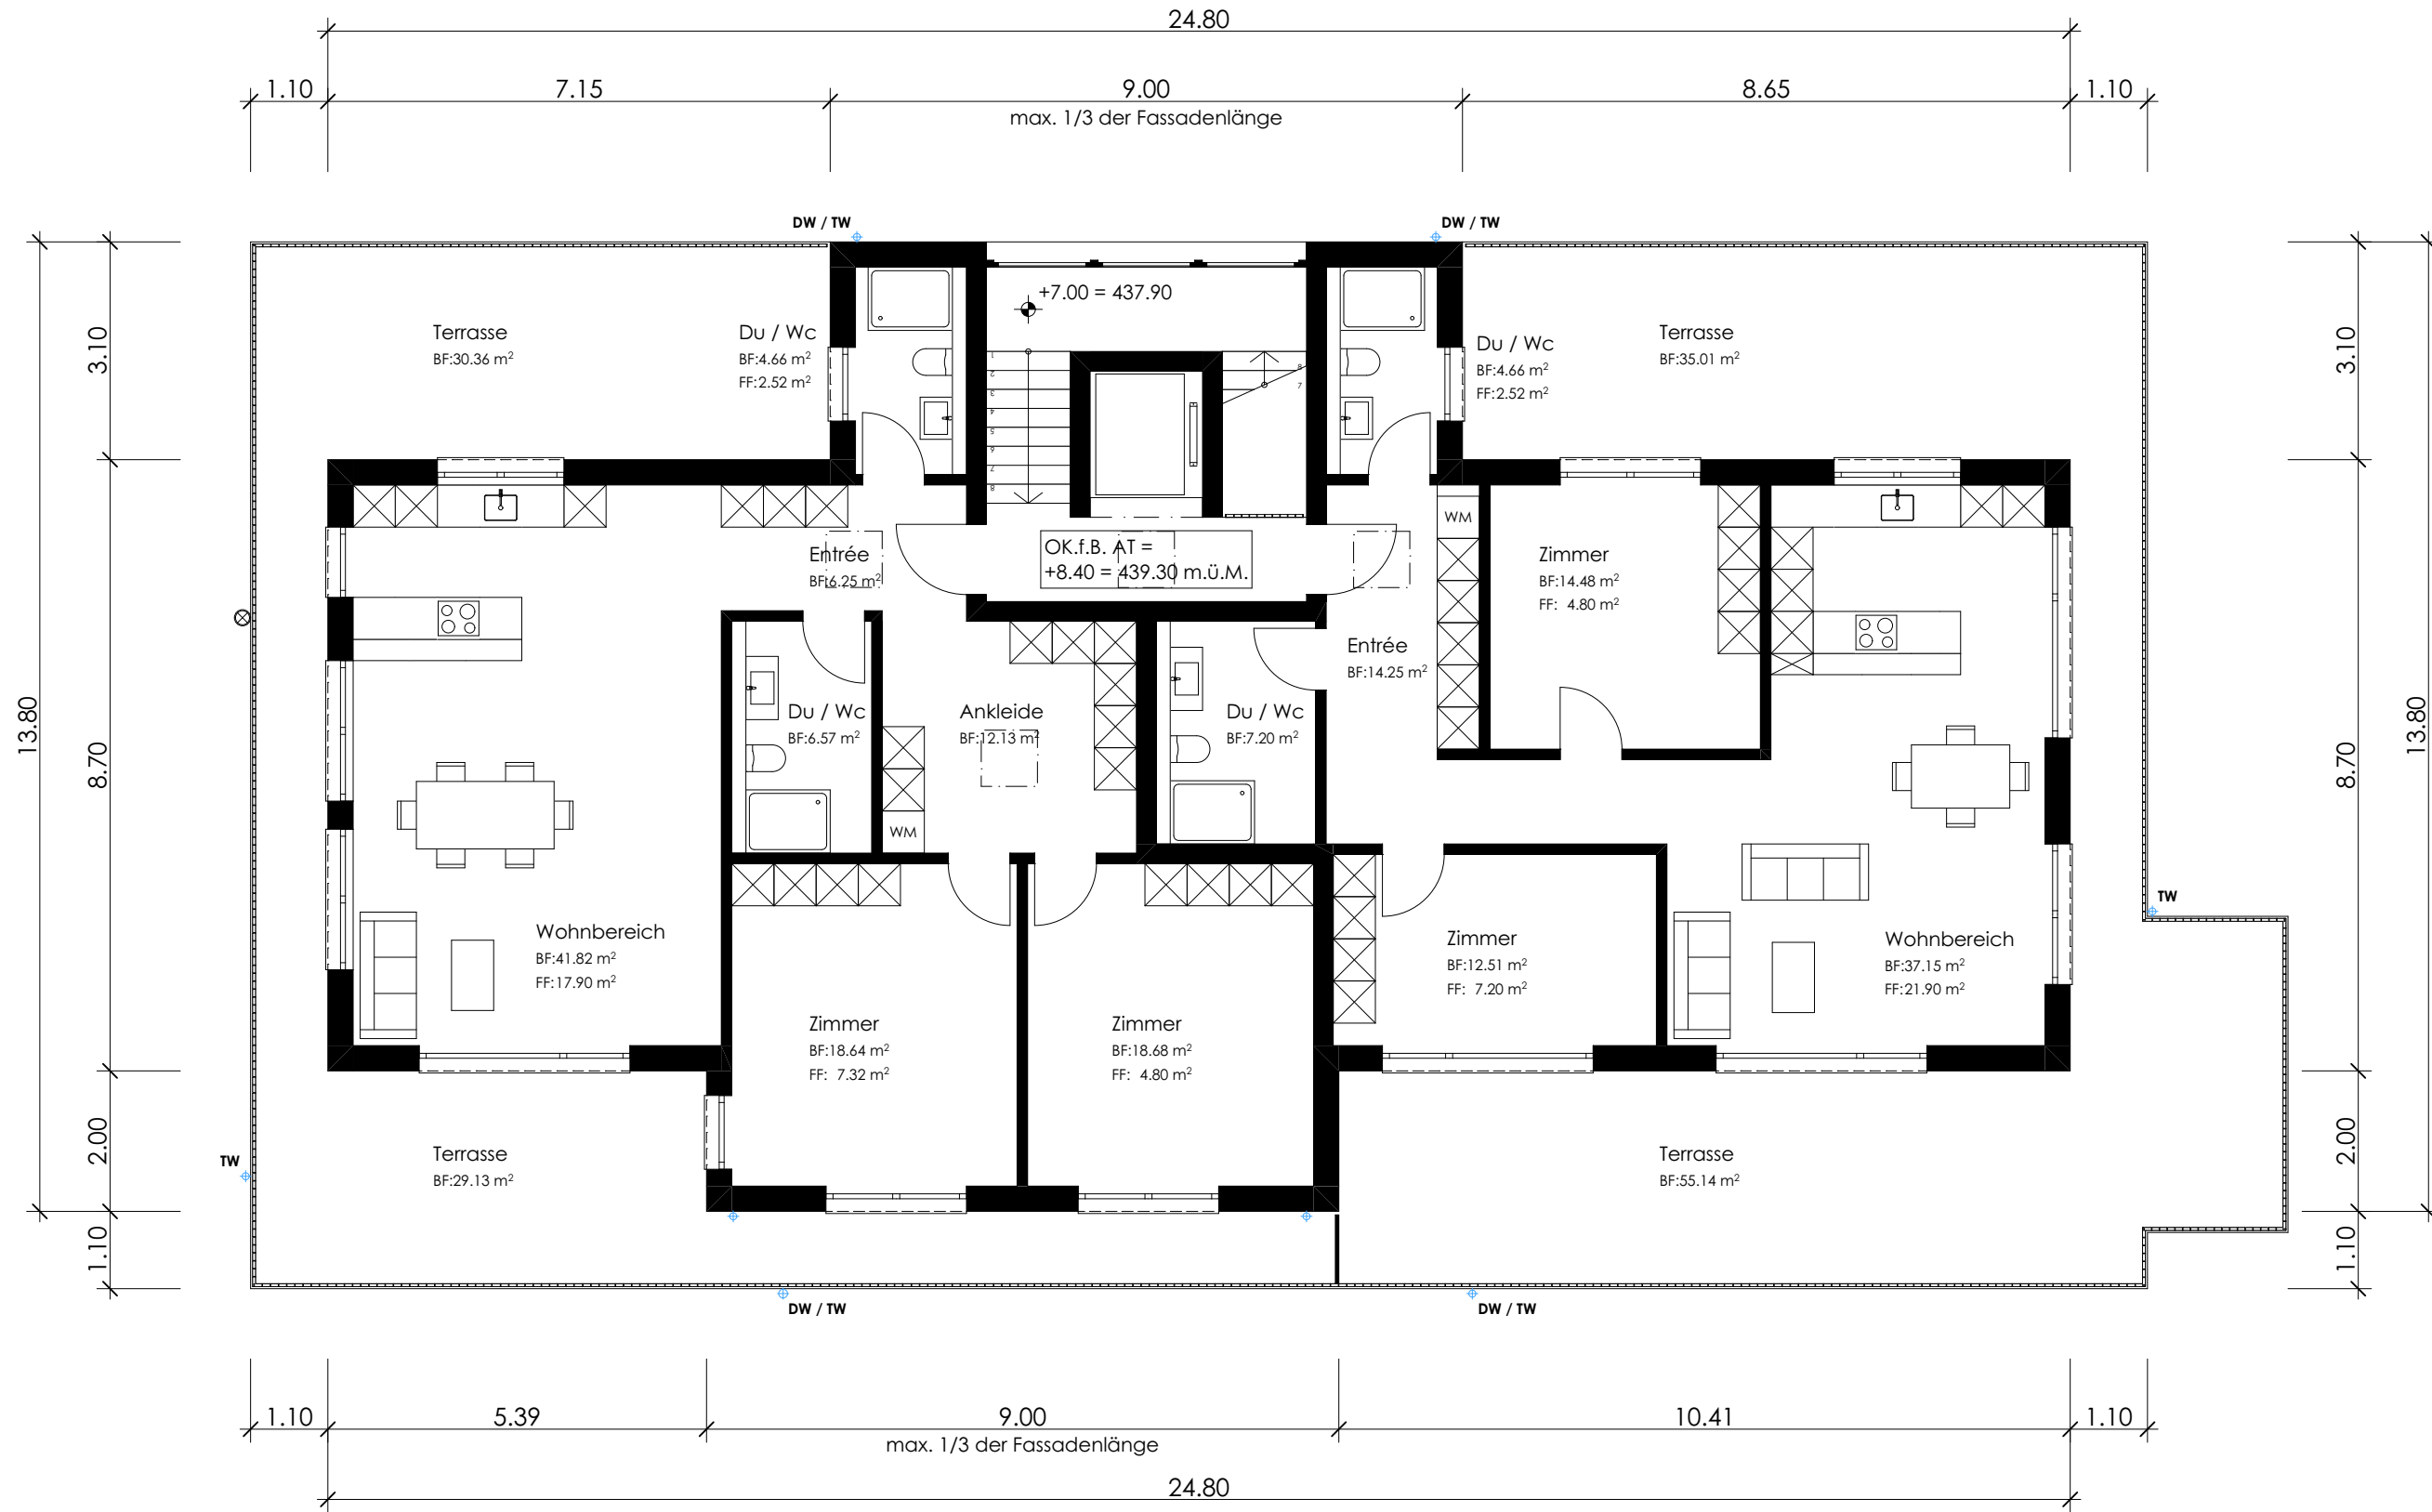 24.80
1.10
7.15
9.00
8.65
1.10
max. 1/3 der Fassadenlänge
DW / TW
DW / TW
+7.00 = 437.90
Terrasse
BF:30.36 m²
Du / Wc
BF:4.66 m²
FF:2.52 m²
Du / Wc
BF:4.66 m²
FF:2.52 m²
Terrasse
BF:35.01 m²
3.10
3.10
1
2
3
4
5
6
7
8
8
7
WM
Entrée
BF:6.25 m²
OK.f.B. AT =
+8.40 = 439.30 m.ü.M.
Zimmer
BF:14.48 m²
FF: 4.80 m²
Entrée
BF:14.25 m²
13.80
8.70
Du / Wc
BF:6.57 m²
Ankleide
BF:12.13 m²
Du / Wc
BF:7.20 m²
8.70
13.80
WM
TW
Wohnbereich
BF:41.82 m²
FF:17.90 m²
Zimmer
BF:12.51 m²
FF: 7.20 m²
Wohnbereich
BF:37.15 m²
FF:21.90 m²
Zimmer
BF:18.64 m²
FF: 7.32 m²
Zimmer
BF:18.68 m²
FF: 4.80 m²
2.00
TW
Terrasse
BF:29.13 m²
Terrasse
BF:55.14 m²
2.00
1.10
1.10
DW / TW
DW / TW
1.10
5.39
9.00
10.41
1.10
max. 1/3 der Fassadenlänge
24.80